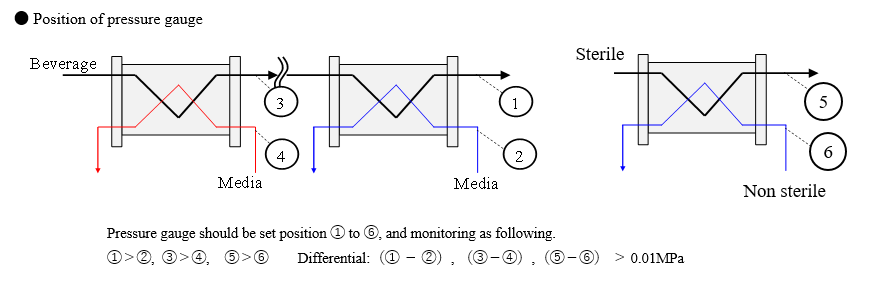 ● Position of pressure gauge
Sterile
Beverage
③
①
⑤
④
②
⑥
Media
Media
Non sterile
Pressure gauge should be set position ① to ⑥, and monitoring as following.
①>②, ③>④, ⑤>⑥ Differential: (① − ②) , (③−④) , (⑤−⑥) > 0.01MPa